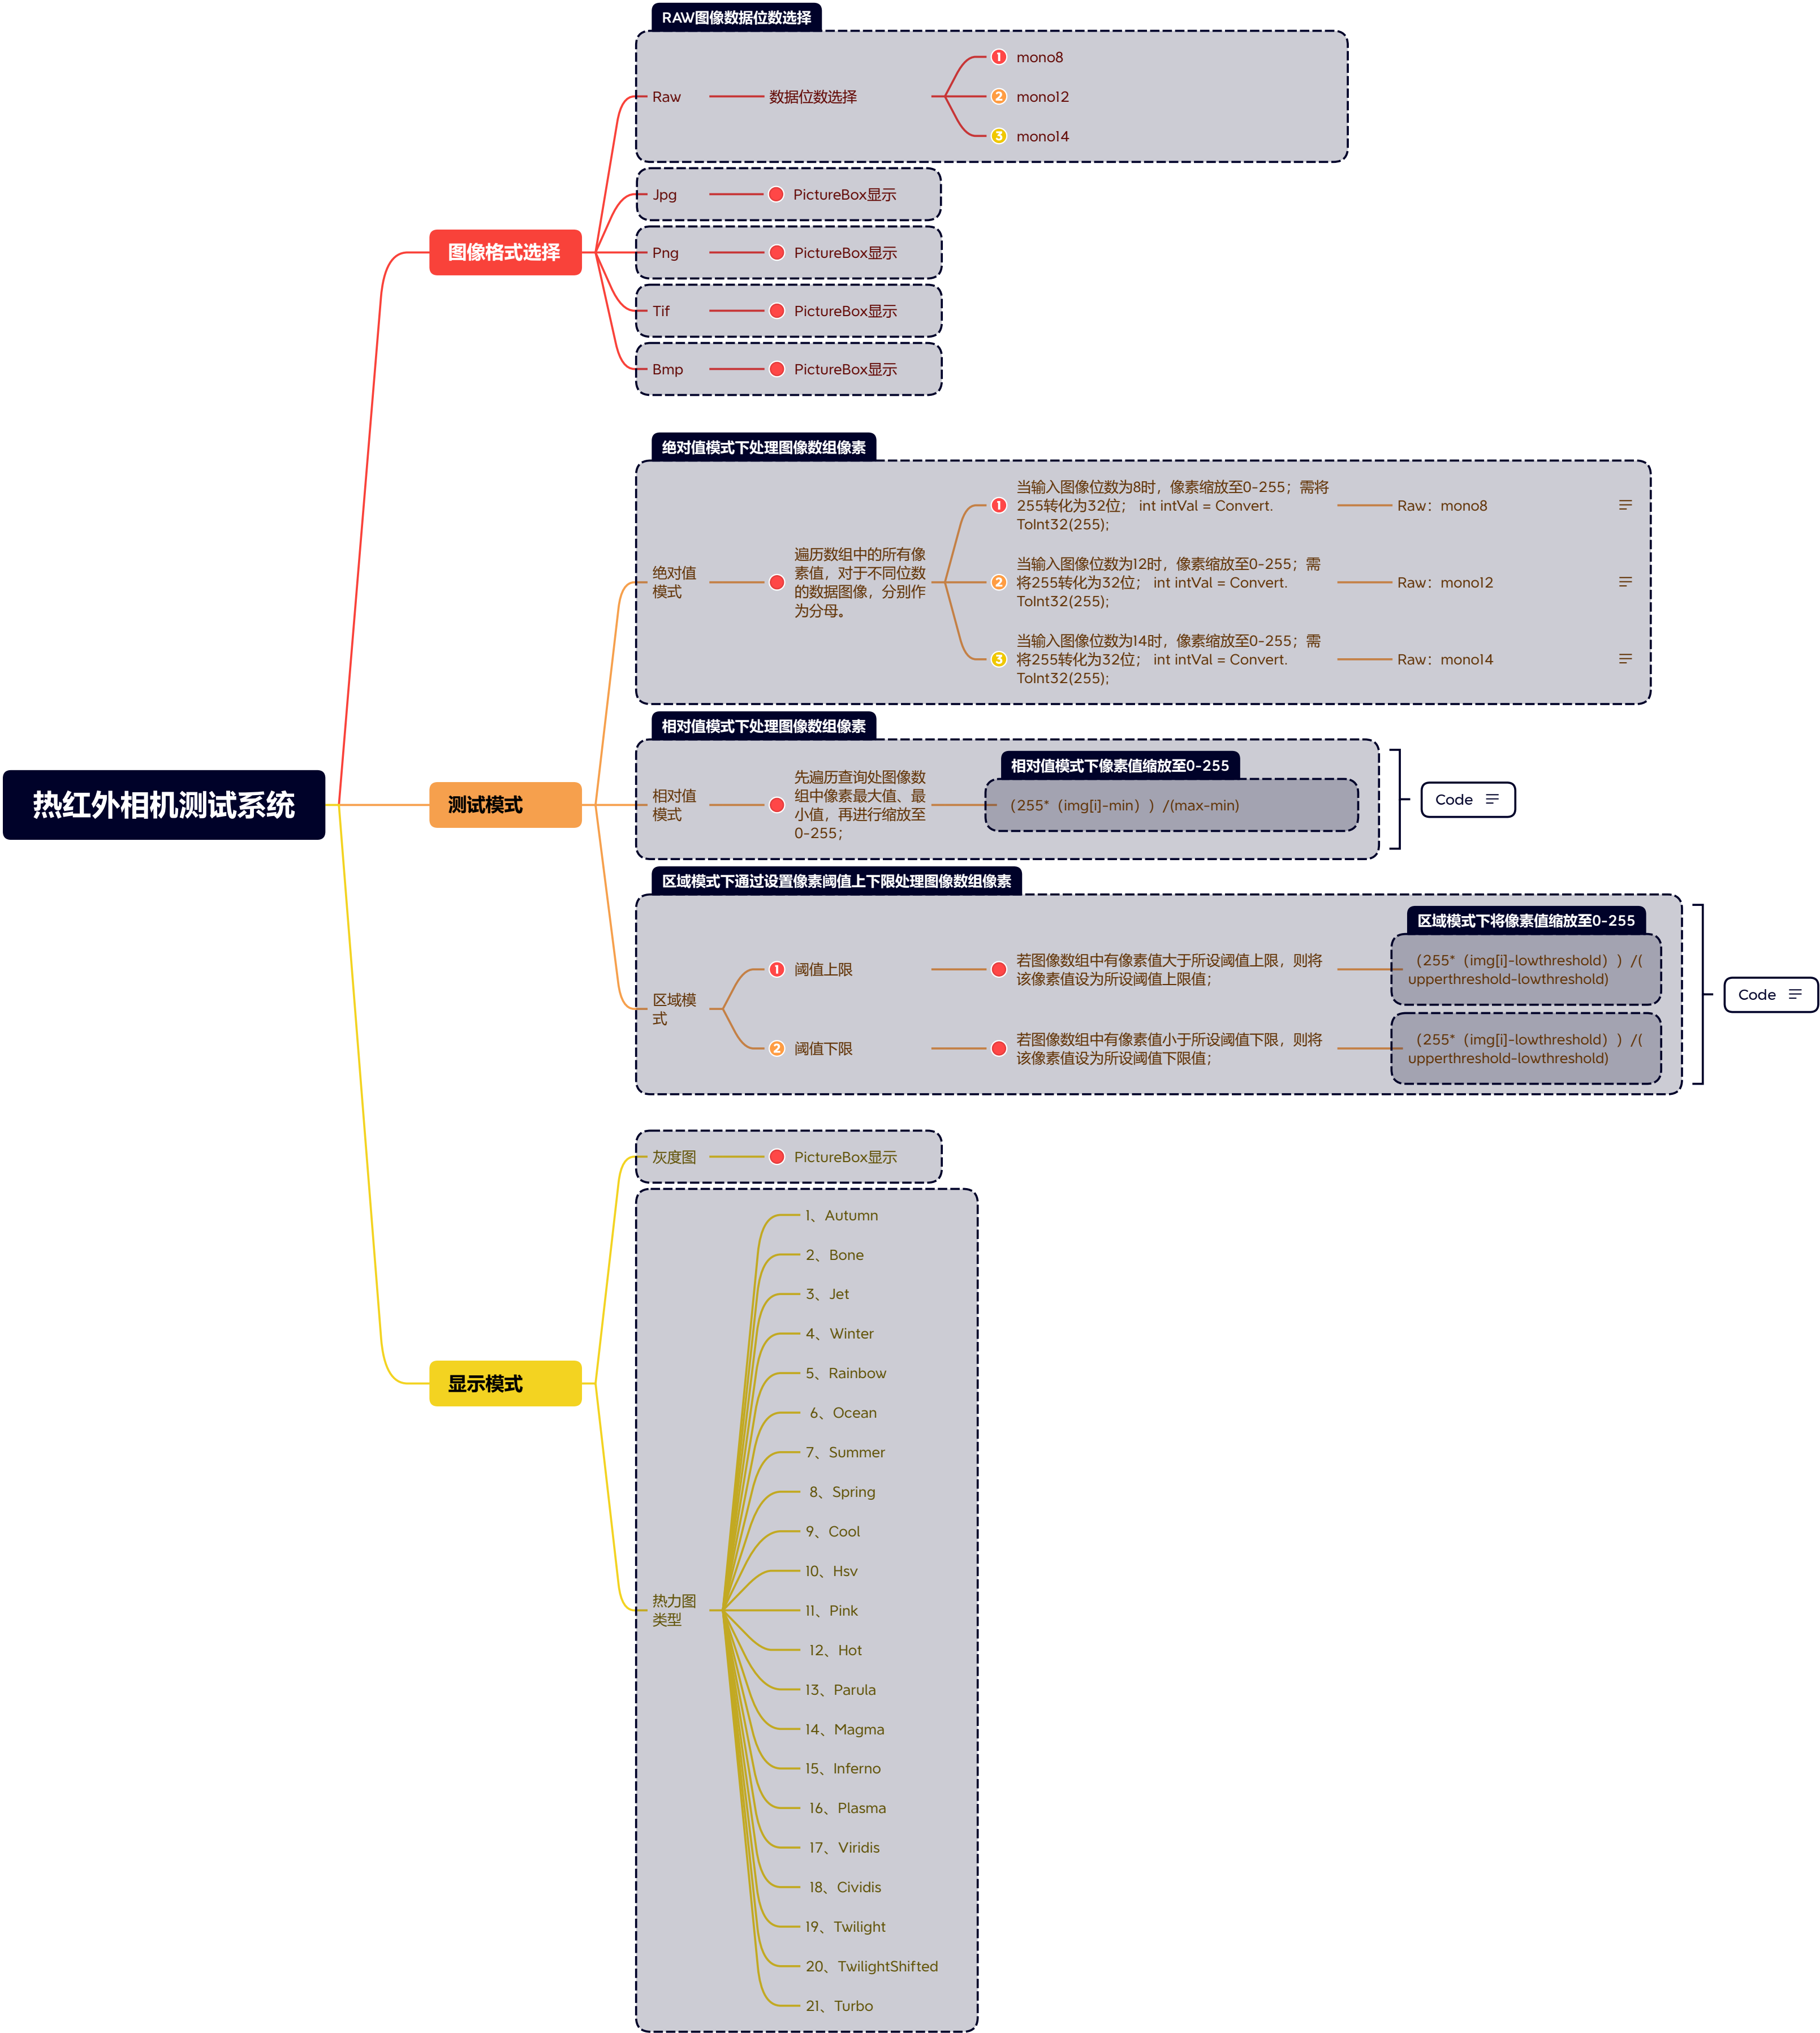 热红外相机测试系统
图像格式选择
RAW图像数据位数选择
Raw
数据位数选择
1 mono8
2 mono12
3 mono14
Jpg
PictureBox显示
Png
PictureBox显示
Tif
PictureBox显示
Bmp
PictureBox显示
测试模式
绝对值模式下处理图像数组像素
绝对值
模式
遍历数组中的所有像
素值，对于不同位数
的数据图像，分别作
为分母。
1 当输入图像位数为8时，像素缩放至0-255；需将
255转化为32位； int intVal = Convert.
ToInt32(255);
Raw：mono8
2 当输入图像位数为12时，像素缩放至0-255；需
将255转化为32位； int intVal = Convert.
ToInt32(255);
Raw：mono12
3 当输入图像位数为14时，像素缩放至0-255；需
将255转化为32位； int intVal = Convert.
ToInt32(255);
Raw：mono14
相对值模式下处理图像数组像素
相对值
模式
先遍历查询处图像数
组中像素最大值、最
小值，再进行缩放至
0-255；
相对值模式下像素值缩放至0-255
（255*（img[i]-min））/(max-min)
Code
区域模式下通过设置像素阈值上下限处理图像数组像素
区域模
式
1 阈值上限
若图像数组中有像素值大于所设阈值上限，则将
该像素值设为所设阈值上限值；
区域模式下将像素值缩放至0-255
（255*（img[i]-lowthreshold））/(
upperthreshold-lowthreshold)
2 阈值下限
若图像数组中有像素值小于所设阈值下限，则将
该像素值设为所设阈值下限值；
（255*（img[i]-lowthreshold））/(
upperthreshold-lowthreshold)
Code
显示模式
灰度图
PictureBox显示
热力图
类型
1、Autumn
2、Bone
3、Jet
4、Winter
5、Rainbow
6、Ocean
7、Summer
8、Spring
9、Cool
10、Hsv
11、Pink
12、Hot
13、Parula
14、Magma
15、Inferno
16、Plasma
17、Viridis
18、Cividis
19、Twilight
20、TwilightShifted
21、Turbo